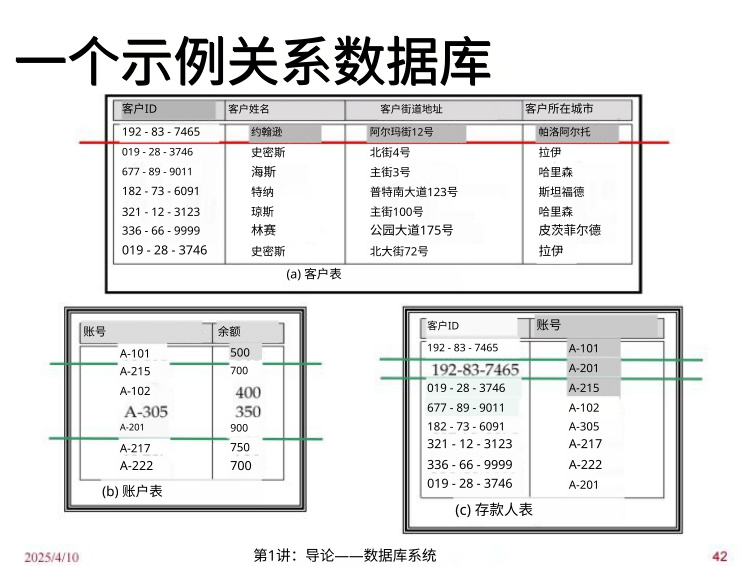 一个示例关系数据库
客户ID 客户姓名 客户街道地址 客户所在城市
192 - 83 - 7465 约翰逊 阿尔玛街12号 帕洛阿尔托
019 - 28 - 3746 史密斯 北街4号 拉伊
677 - 89 - 9011 海斯 主街3号 哈里森
182 - 73 - 6091 特纳 普特南大道123号 斯坦福德
321 - 12 - 3123 琼斯 主街100号 哈里森
336 - 66 - 9999 林赛 公园大道175号 皮茨菲尔德
019 - 28 - 3746 史密斯 北大街72号 拉伊
(a) 客户表
账号 余额
A-101 500
A-215 700
A-102 400
A-305 350
A-201 900
A-217 750
A-222 700
(b) 账户表
客户ID 账号
192 - 83 - 7465 A-101
192-83-7465 A-201
019 - 28 - 3746 A-215
677 - 89 - 9011 A-102
182 - 73 - 6091 A-305
321 - 12 - 3123 A-217
336 - 66 - 9999 A-222
019 - 28 - 3746 A-201
(c) 存款人表
2025/4/10 第1讲：导论——数据库系统 42